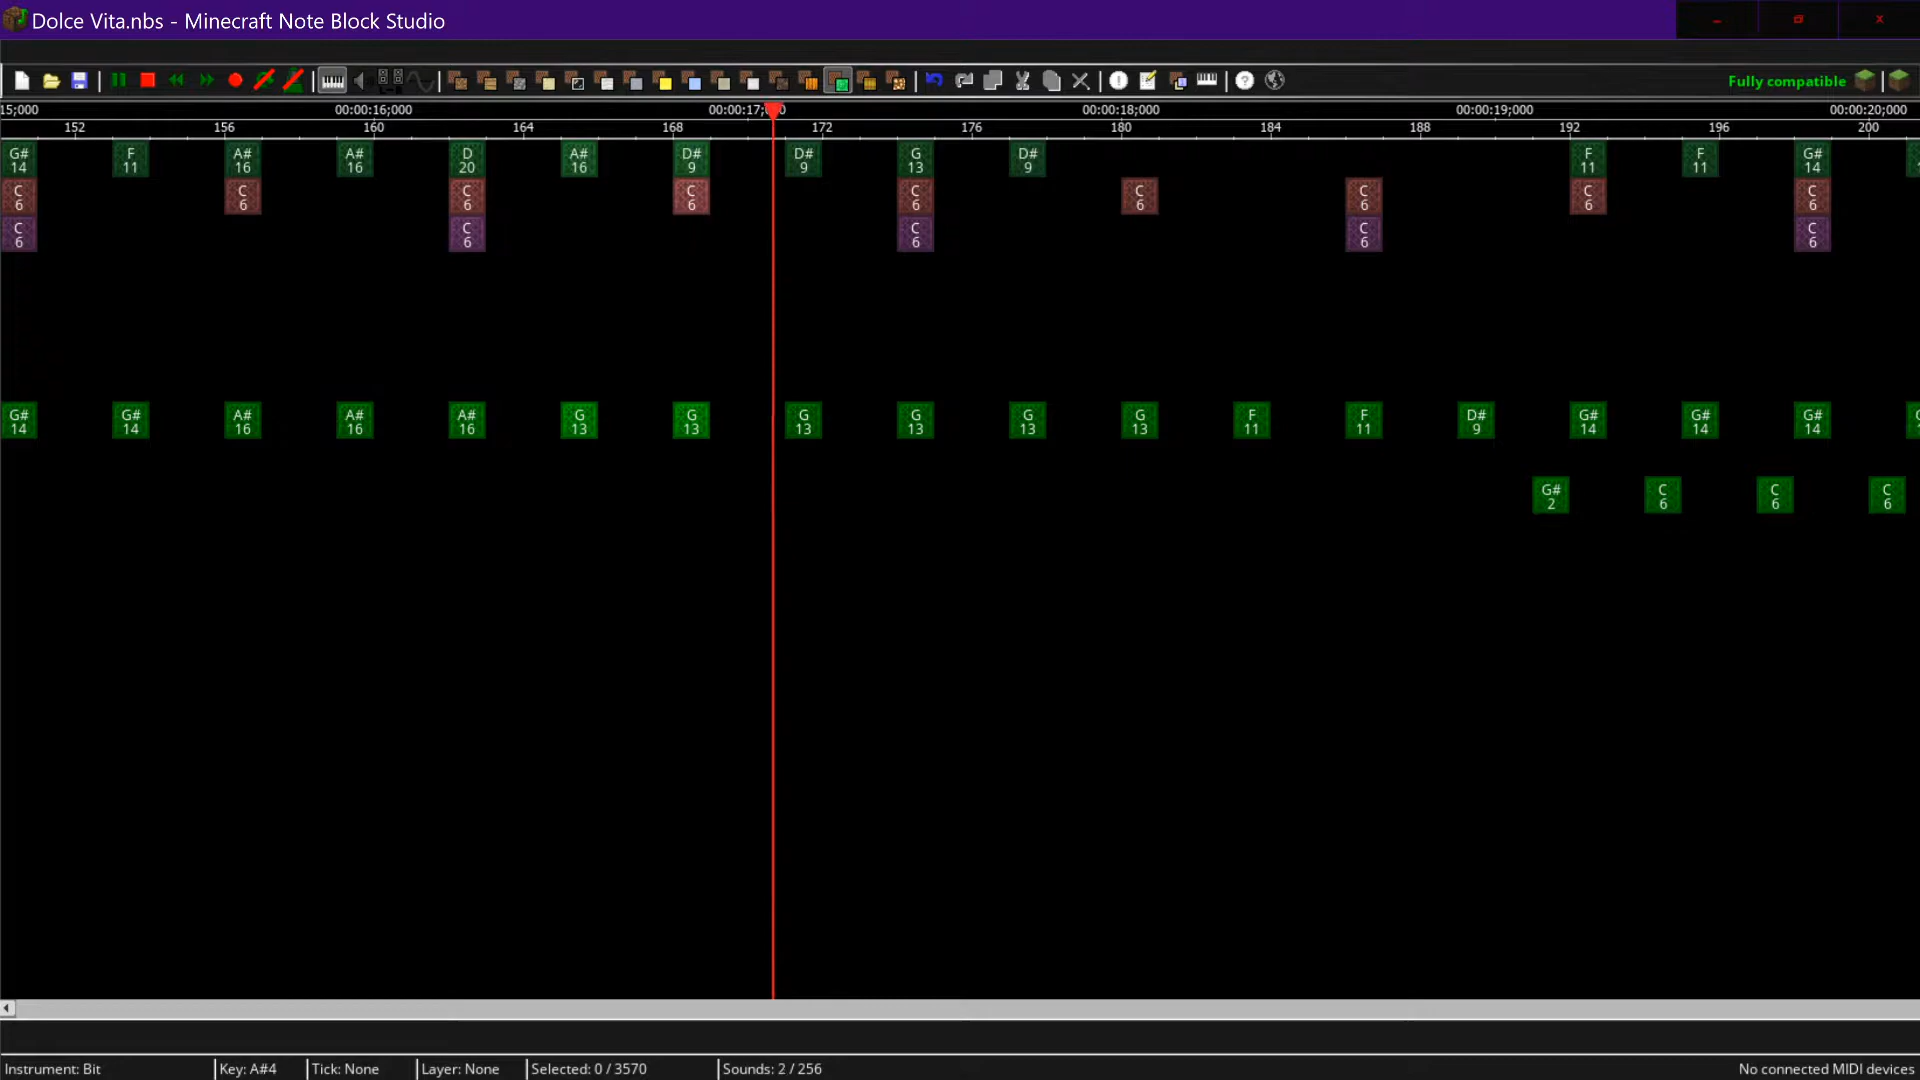 Dolce Vita.nbs - Minecraft Note Block Studio
Fully compatible
15;000 00:00:16;000 00:00:17; 00:00:18;000 00:00:19;000 00:00:20;000
152 156 160 164 168 172 176 180 184 188 192 196 200
G# F A# A# D A# D# D# G D# F F G#
14 11 16 16 20 16 9 9 13 9 11 11 14
C C C C C C C C C
6 6 6 6 6 6 6 6 6
C C C C C
6 6 6 6 6
G# G# A# A# A# G G G G G G F F D# G# G# G#
14 14 16 16 16 13 13 13 13 13 13 11 11 9 14 14 14
G# C C C
2 6 6 6
Instrument: Bit Key: A#4 Tick: None Layer: None Selected: 0 / 3570 Sounds: 2 / 256 No connected MIDI devices